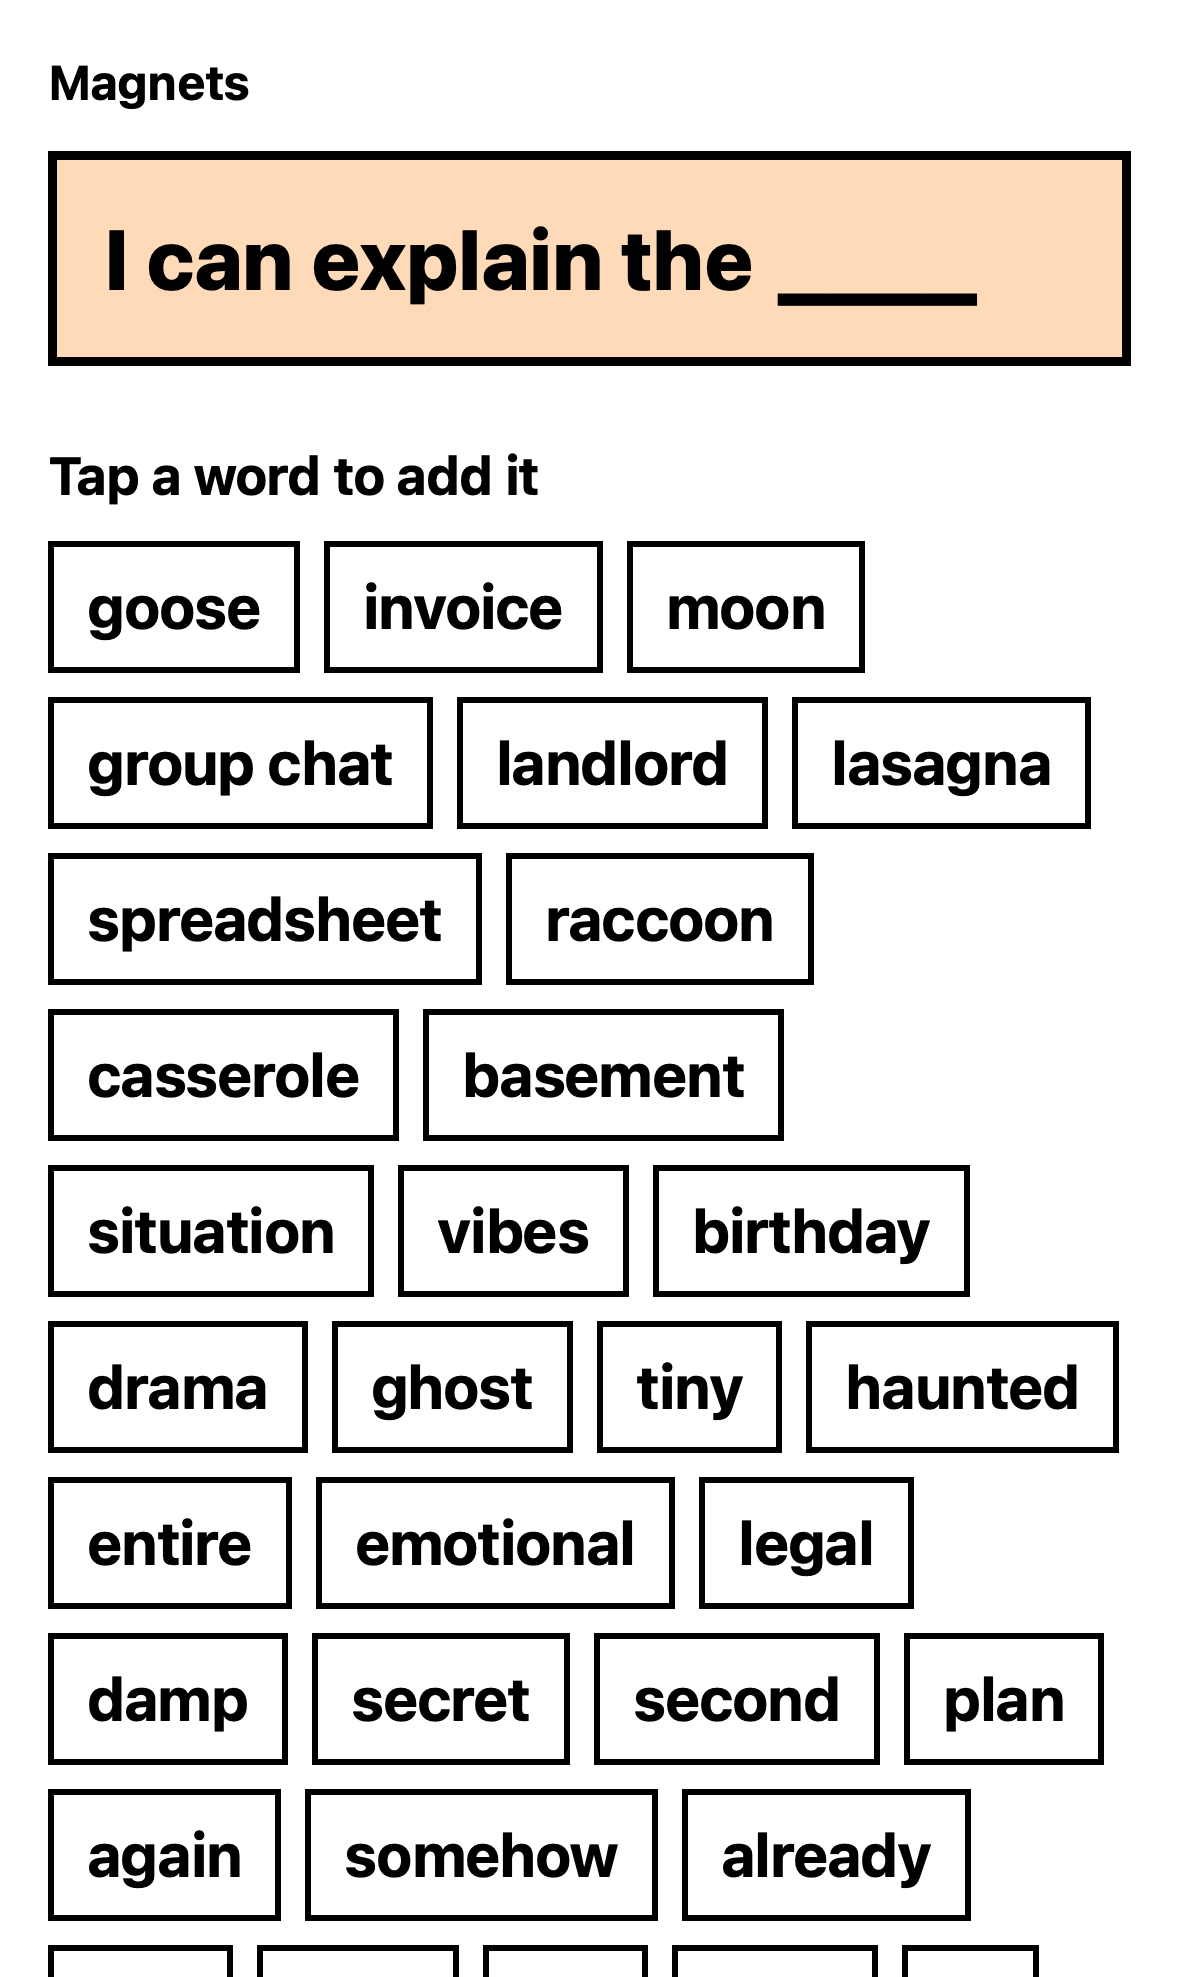 Magnets
I can explain the _____
Tap a word to add it
goose invoice moon
group chat landlord lasagna
spreadsheet raccoon
casserole basement
situation vibes birthday
drama ghost tiny haunted
entire emotional legal
damp secret second plan
again somehow already